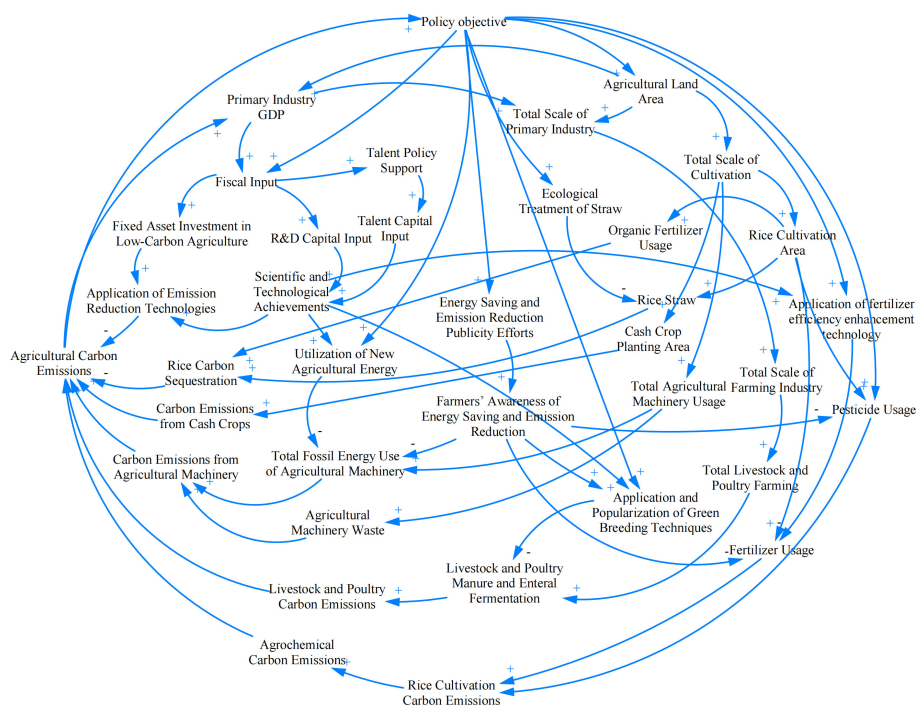 Policy objective
Agricultural Land
Area
Primary Industry
GDP
Total Scale of
Primary Industry
Talent Policy
Support
Total Scale of
Cultivation
Fiscal Input
Ecological
Treatment of Straw
Fixed Asset Investment in
Low-Carbon Agriculture
R&D Capital Input
Talent Capital
Input
Organic Fertilizer
Usage
Rice Cultivation
Area
Application of Emission
Reduction Technologies
Scientific and
Technological
Achievements
Energy Saving and
Emission Reduction
Publicity Efforts
Rice Straw
Application of fertilizer
efficiency enhancement
technology
Cash Crop
Planting Area
Agricultural Carbon
Emissions
Rice Carbon
Sequestration
Utilization of New
Agricultural Energy
Total Scale of
Farming Industry
Total Agricultural
Machinery Usage
Carbon Emissions
from Cash Crops
Farmers' Awareness of
Energy Saving and Emission
Reduction
Pesticide Usage
Carbon Emissions from
Agricultural Machinery
Total Fossil Energy Use
of Agricultural Machinery
Total Livestock and
Poultry Farming
Agricultural
Machinery Waste
Application and
Popularization of Green
Breeding Techniques
Fertilizer Usage
Livestock and Poultry
Carbon Emissions
Livestock and Poultry
Manure and Enteral
Fermentation
Agrochemical
Carbon Emissions
Rice Cultivation
Carbon Emissions